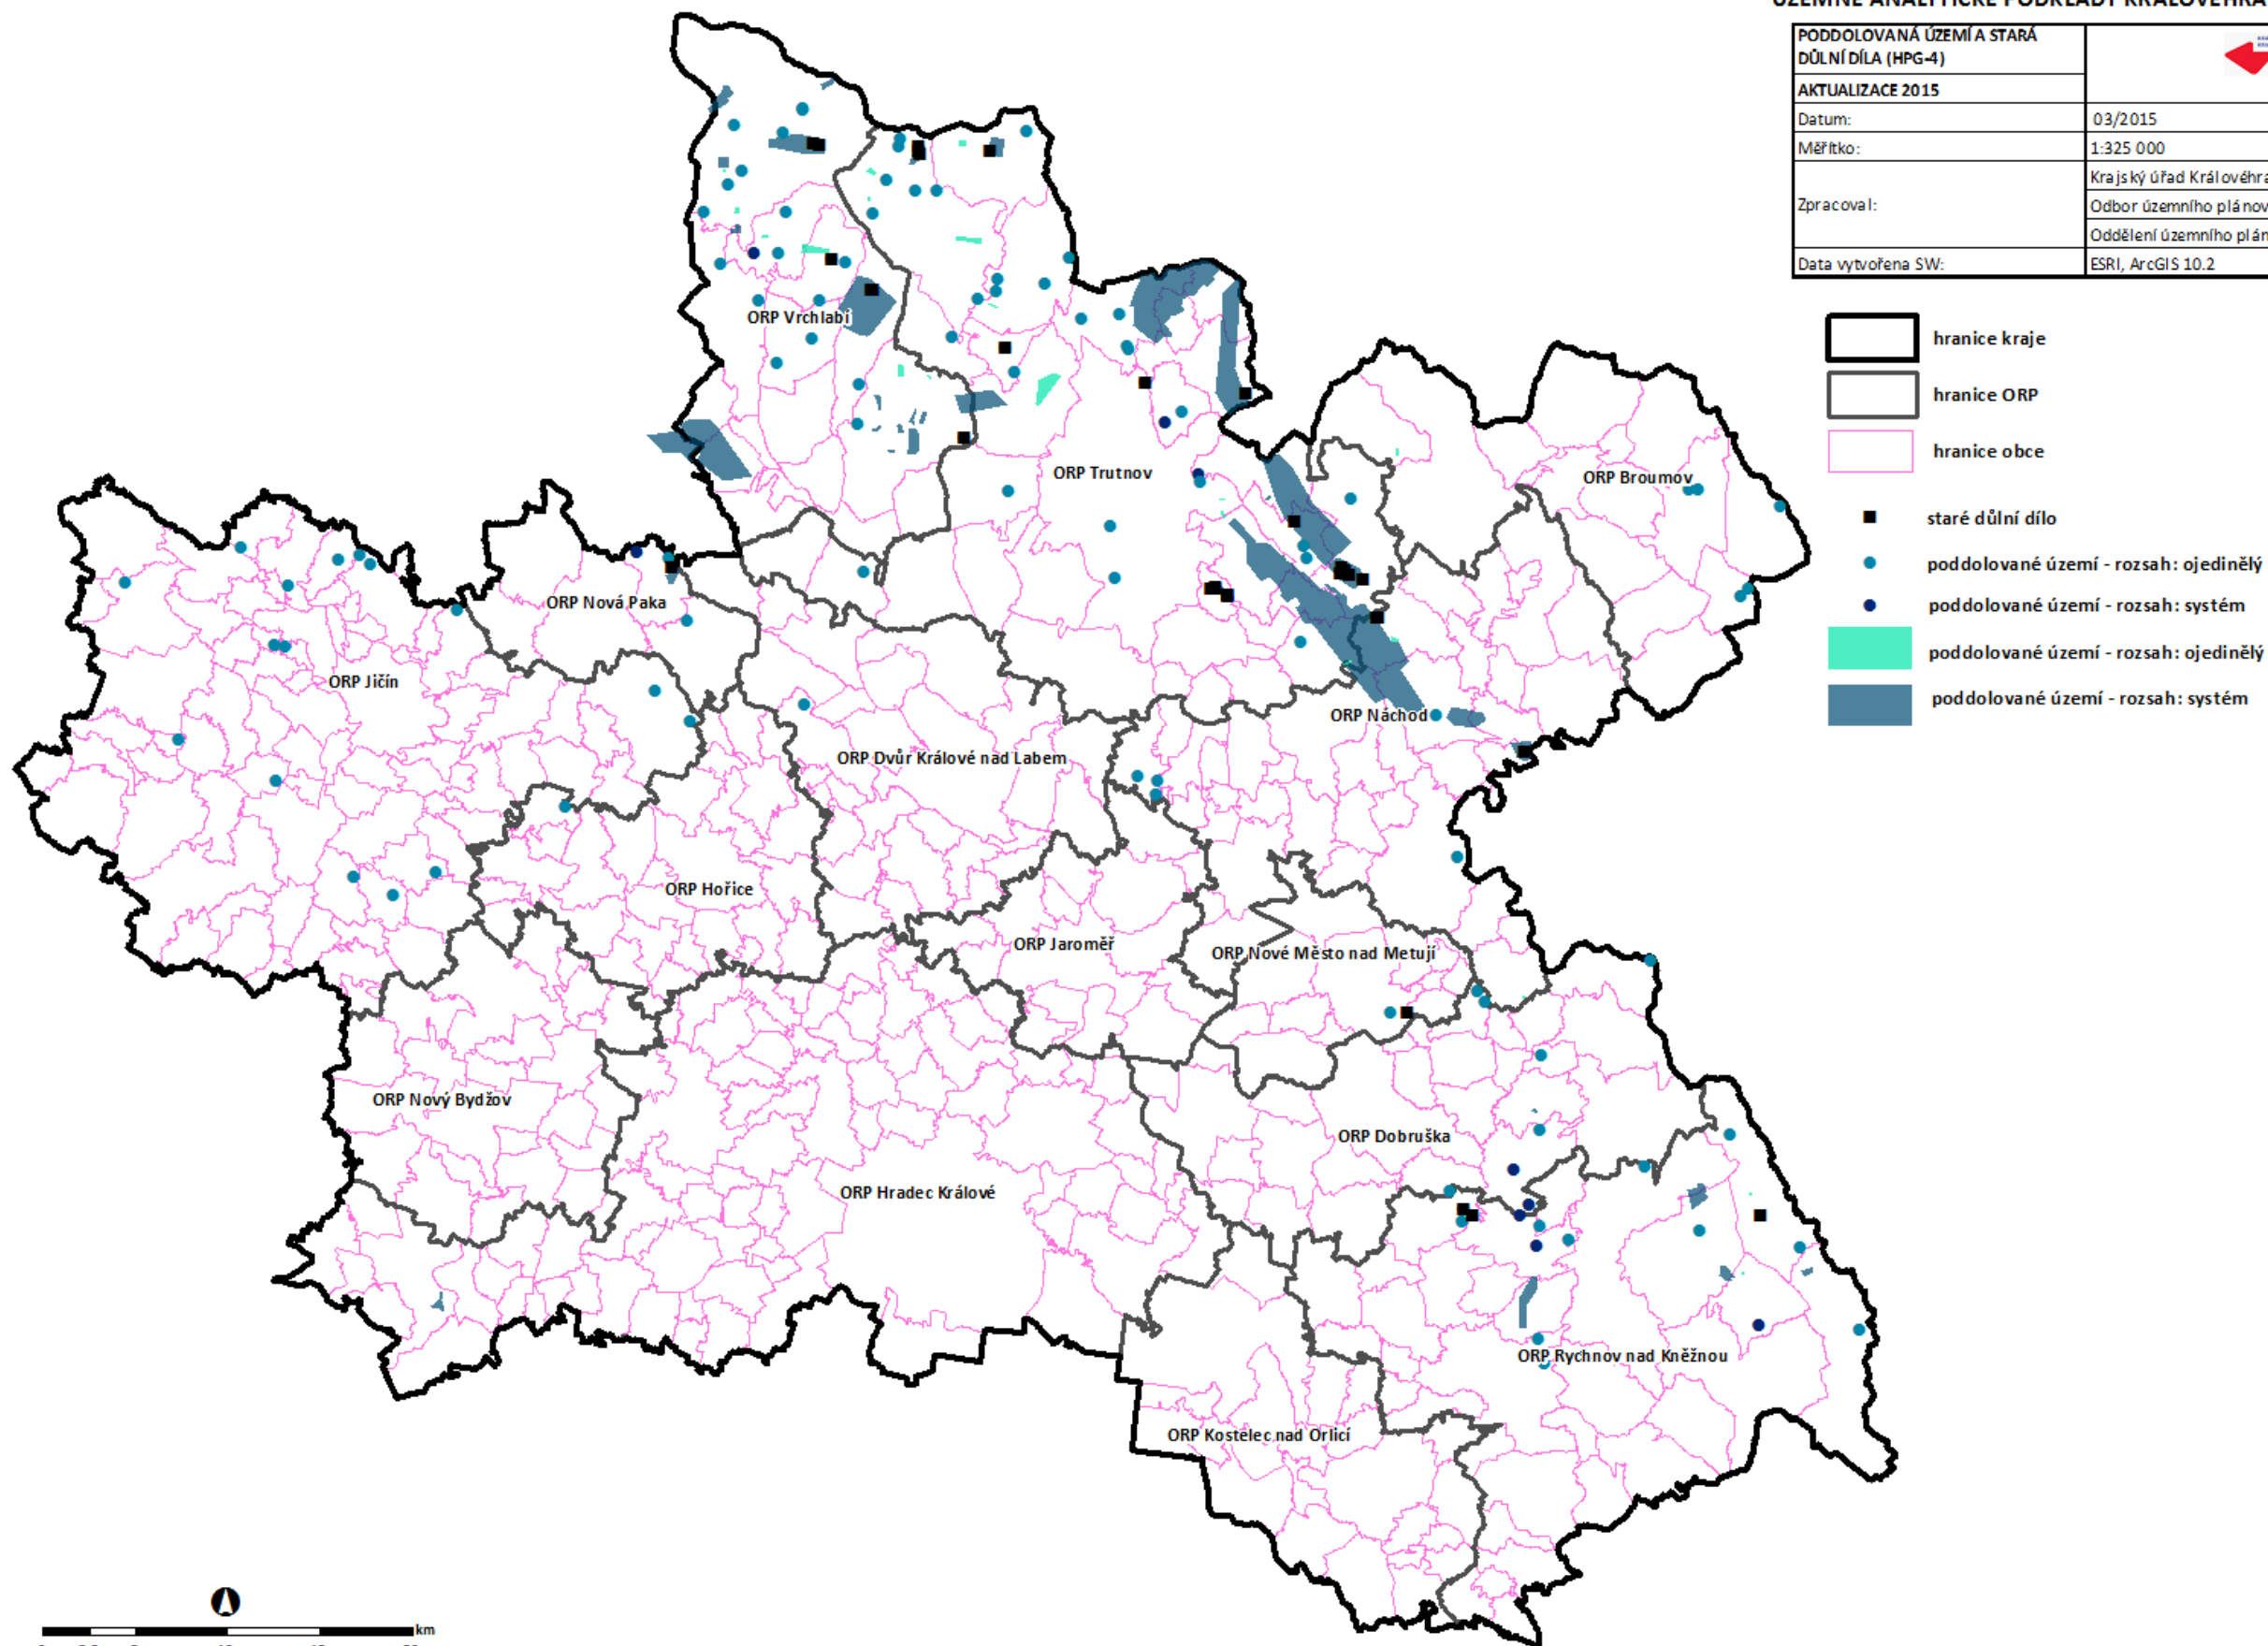 PODDOLOVANÁ ÚZEMÍ A STARÁ
DŮLNÍ DÍLA (HPG-4)
AKTUALIZACE 2015
Datum: 03/2015
Měřítko: 1:325 000
Zpracoval:
Krajský úřad
Odbor územního
Oddělení územního
Data vytvořena SW: ESRI, ArcGIS 10.2
hranice kraje
hranice ORP
hranice obce
staré důlní dílo
poddolované území - rozsah: ojedinělý
poddolované území - rozsah: systém
poddolované území - rozsah: ojedinělý
poddolované území - rozsah: systém
ORP Vrchlabí
ORP Trutnov
ORP Broumov
ORP Nová Paka
ORP Jičín
ORP Náchod
ORP Dvůr Králové nad Labem
ORP Hořice
ORP Jaroměř
ORP Nové Město nad Metují
ORP Nový Bydžov
ORP Dobruška
ORP Hradec Králové
ORP Rychnov nad Kněžnou
ORP Kostelec nad Orlicí
km